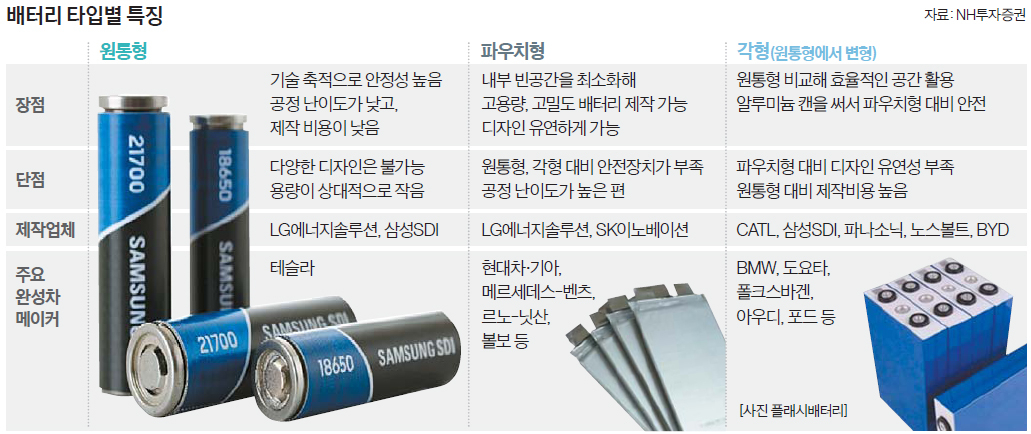 배터리 타입별 특징
자료: NH투자증권
원통형
파우치형
각형(원통형에서 변형)
장점
기술 축적으로 안정성 높음
공정 난이도가 낮고,
제작 비용이 낮음
내부 빈공간을 최소화해
고용량, 고밀도 배터리 제작 가능
디자인 유연하게 가능
원통형 비교해 효율적인 공간 활용
알루미늄 캔을 써서 파우치형 대비 안전
단점
다양한 디자인은 불가능
용량이 상대적으로 작음
원통형, 각형 대비 안전장치가 부족
공정 난이도가 높은 편
파우치형 대비 디자인 유연성 부족
원통형 대비 제작비용 높음
제작업체
LG에너지솔루션, 삼성SDI
LG에너지솔루션, SK이노베이션
CATL, 삼성SDI, 파나소닉, 노스볼트, BYD
주요
완성차
메이커
테슬라
현대차·기아,
메르세데스-벤츠,
르노-닛산,
볼보 등
BMW, 도요타,
폴크스바겐,
아우디, 포드 등
21700
SAMSUNG
18650
SAMSUNG
21700
SAMSUNG SDI
18650
SAMSUNG SDI
[사진 플래시배터리]